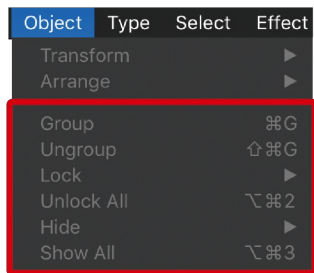 Object Type Select Effect
Transform ▶
Arrange ▶
Group ⌘G
Ungroup ⇧⌘G
Lock ▶
Unlock All ⌥⌘2
Hide ▶
Show All ⌥⌘3